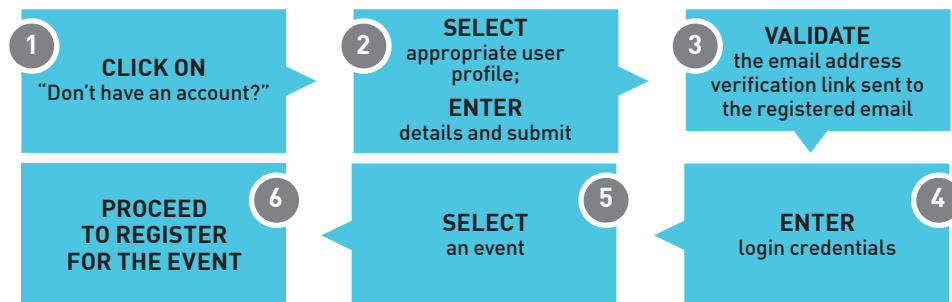 1
CLICK ON
“Don’t have an account?”
2
SELECT
appropriate user
profile;
ENTER
details and submit
3
VALIDATE
the email address
verification link sent to
the registered email
4
ENTER
login credentials
5
SELECT
an event
6
PROCEED
TO REGISTER
FOR THE EVENT